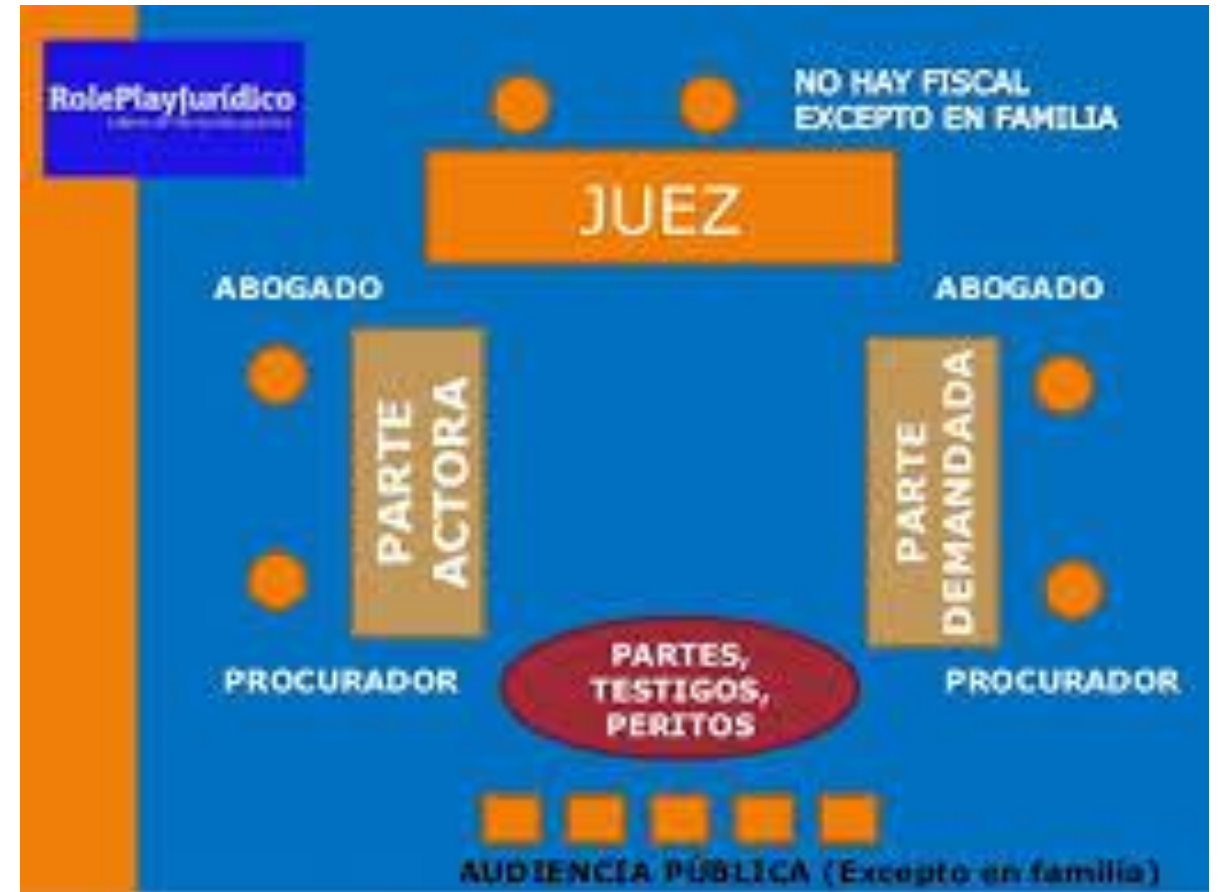 RolePlayJurídico
NO HAY FISCAL
EXCEPTO EN FAMILIA
JUEZ
ABOGADO
ABOGADO
PARTE
ACTORA
PARTE
DEMANDADA
PROCURADOR
PROCURADOR
PARTES,
TESTIGOS,
PERITOS
AUDIENCIA PÚBLICA (Excepto en familia)